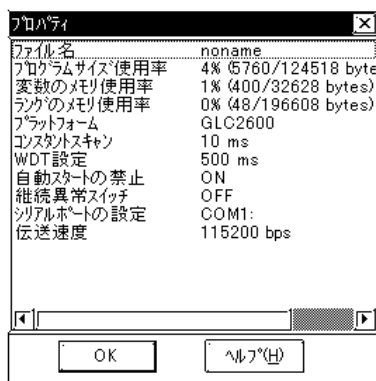 ﾌﾟﾛﾊﾟﾃｨ
ﾌｧｲﾙ名 noname
ﾌﾟﾛｸﾞﾗﾑｻｲｽﾞ使用率 4% (5760/124518 byte
変数のﾒﾓﾘ使用率 1% (400/32628 bytes)
ﾗﾝｸﾞのﾒﾓﾘ使用率 0% (48/196608 bytes)
ﾌﾟﾗｯﾄﾌｫｰﾑ GLC2600
ｺﾝｽﾀﾝﾄｽｷｬﾝ 10 ms
WDT設定 500 ms
自動ｽﾀｰﾄの禁止 ON
継続異常ｽｲｯﾁ OFF
ｼﾘｱﾙﾎﾟｰﾄの設定 COM1:
伝送速度 115200 bps
OK ﾍﾙﾌﾟ(H)